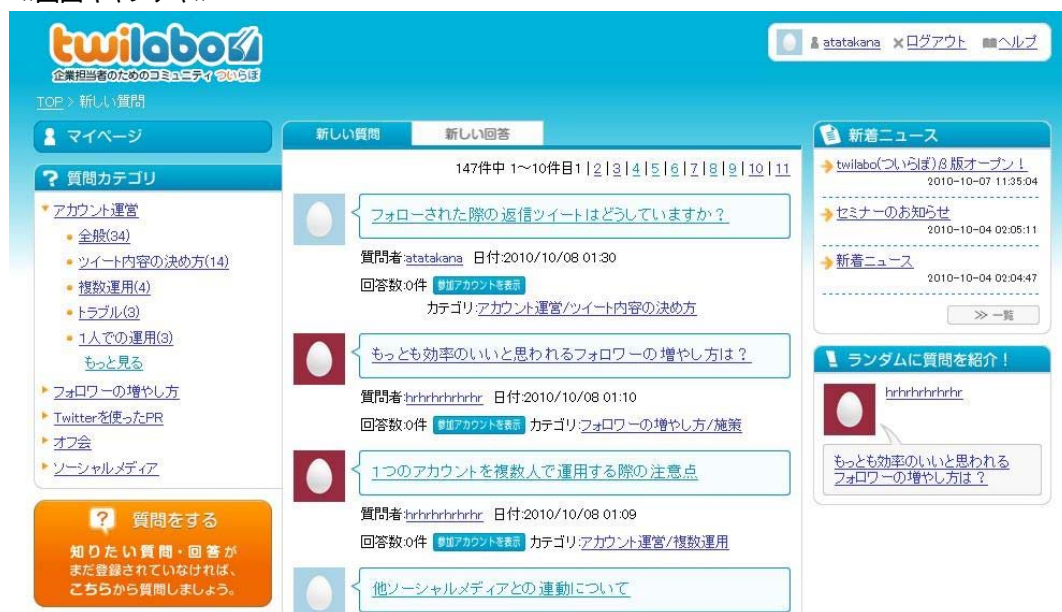 twilabo
企業担当者のためのコミュニティ ついらぼ
atatakana ×ログアウト ヘルプ
TOP > 新しい質問
マイページ
? 質問カテゴリ
アカウント運営
全般(34)
ツイート内容の決め方(14)
複数運用(4)
トラブル(3)
1人での運用(3)
もっと見る
フォロワーの増やし方
Twitterを使ったPR
オフ会
ソーシャルメディア
? 質問をする
知りたい質問・回答が
まだ登録されていなければ、
こちらから質問しましょう。
新しい質問 新しい回答
147件中 1～10件目1 | 2 | 3 | 4 | 5 | 6 | 7 | 8 | 9 | 10 | 11
フォローされた際の返信ツイートはどうしていますか？
質問者:atatakana 日付:2010/10/08 01:30
回答数:0件 参加アカウントを表示
カテゴリ:アカウント運営/ツイート内容の決め方
もっとも効率のいいと思われるフォロワーの増やし方は？
質問者:hrhrhrhrhrhr 日付:2010/10/08 01:10
回答数:0件 参加アカウントを表示 カテゴリ:フォロワーの増やし方/施策
1つのアカウントを複数人で運用する際の注意点
質問者:hrhrhrhrhrhr 日付:2010/10/08 01:09
回答数:0件 参加アカウントを表示 カテゴリ:アカウント運営/複数運用
他ソーシャルメディアとの連動について
新着ニュース
twilabo(ついらぼ)β版オープン！
2010-10-07 11:35:04
セミナーのお知らせ
2010-10-04 02:05:11
新着ニュース
2010-10-04 02:04:47
≫ 一覧
ランダムに質問を紹介！
hrhrhrhrhrhr
もっとも効率のいいと思われる
フォロワーの増やし方は？